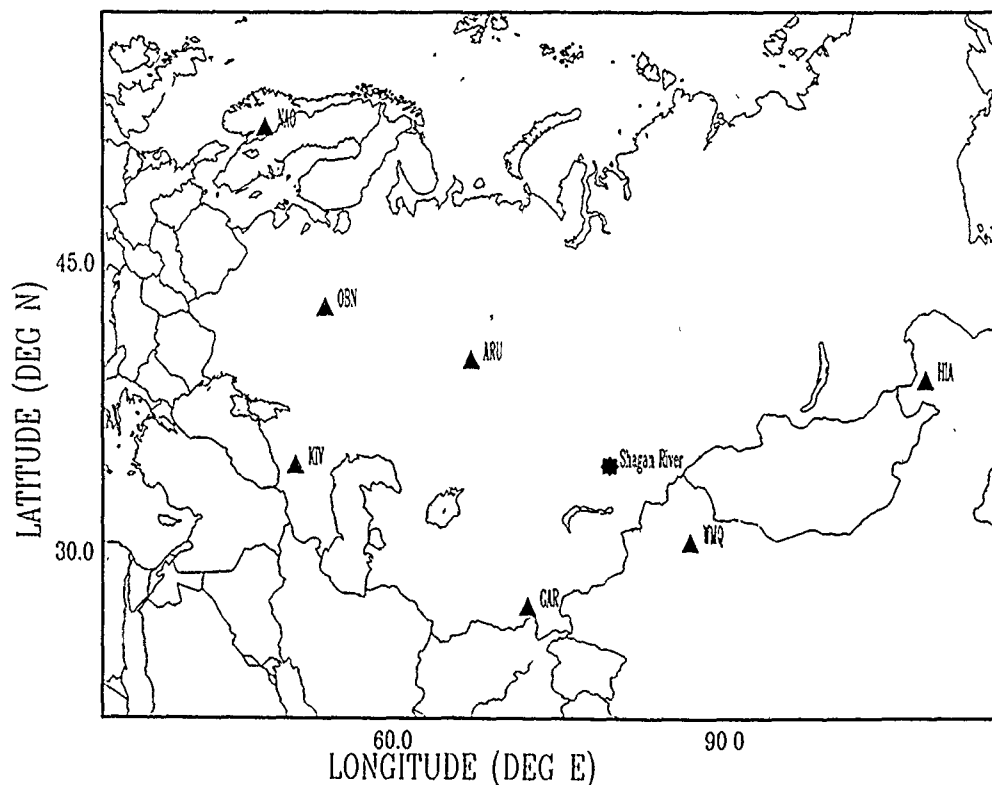 NAO
45.0
OBN
ARU
HIA
KIV
Shagan River
30.0
WMQ
GAR
60.0
90 0
LATITUDE (DEG N)
LONGITUDE (DEG E)